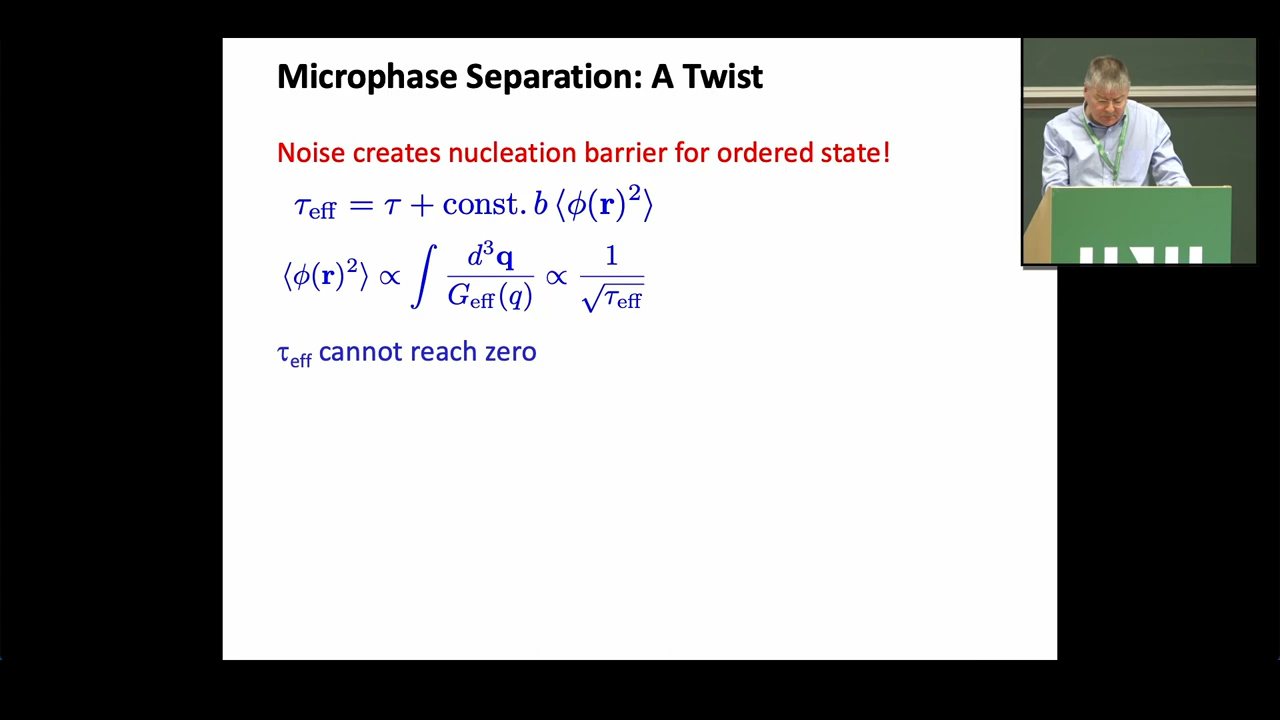 Microphase Separation: A Twist
Noise creates nucleation barrier for ordered state!
τ_eff = τ + const. b ⟨ϕ(r)²⟩
⟨ϕ(r)²⟩ ∝ ∫ d³q / G_eff(q) ∝ 1 / √τ_eff
τ_eff cannot reach zero